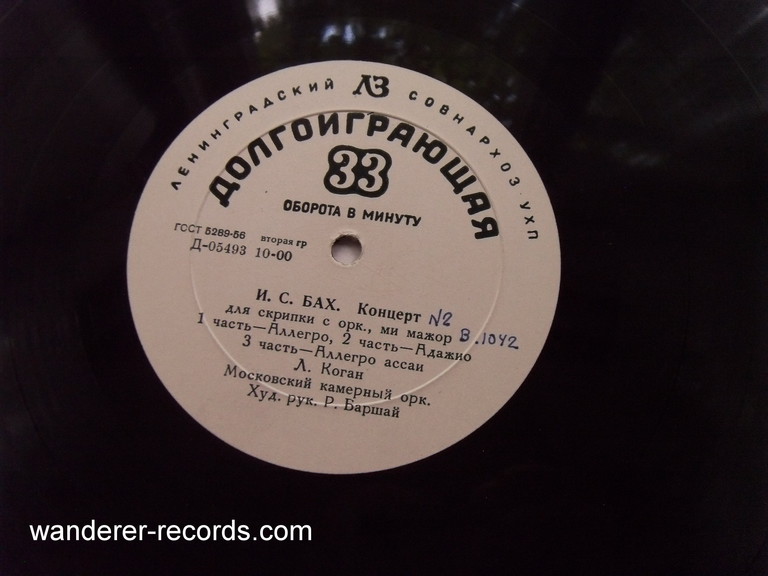 ЛЕНИНГРАДСКИЙ ЛЗ СОВНАРХОЗ·УХП
ДОЛГОИГРАЮЩАЯ
33
ОБОРОТА В МИНУТУ
ГОСТ 5289-56 вторая гр
Д-05493 10-00
И. С. БАХ. Концерт N2
для скрипки с орк., ми мажор B.1042
1 часть—Аллегро, 2 часть—Адажио
3 часть—Аллегро ассаи
Л. Коган
Московский камерный орк.
Худ. рук. Р. Баршай
wanderer-records.com